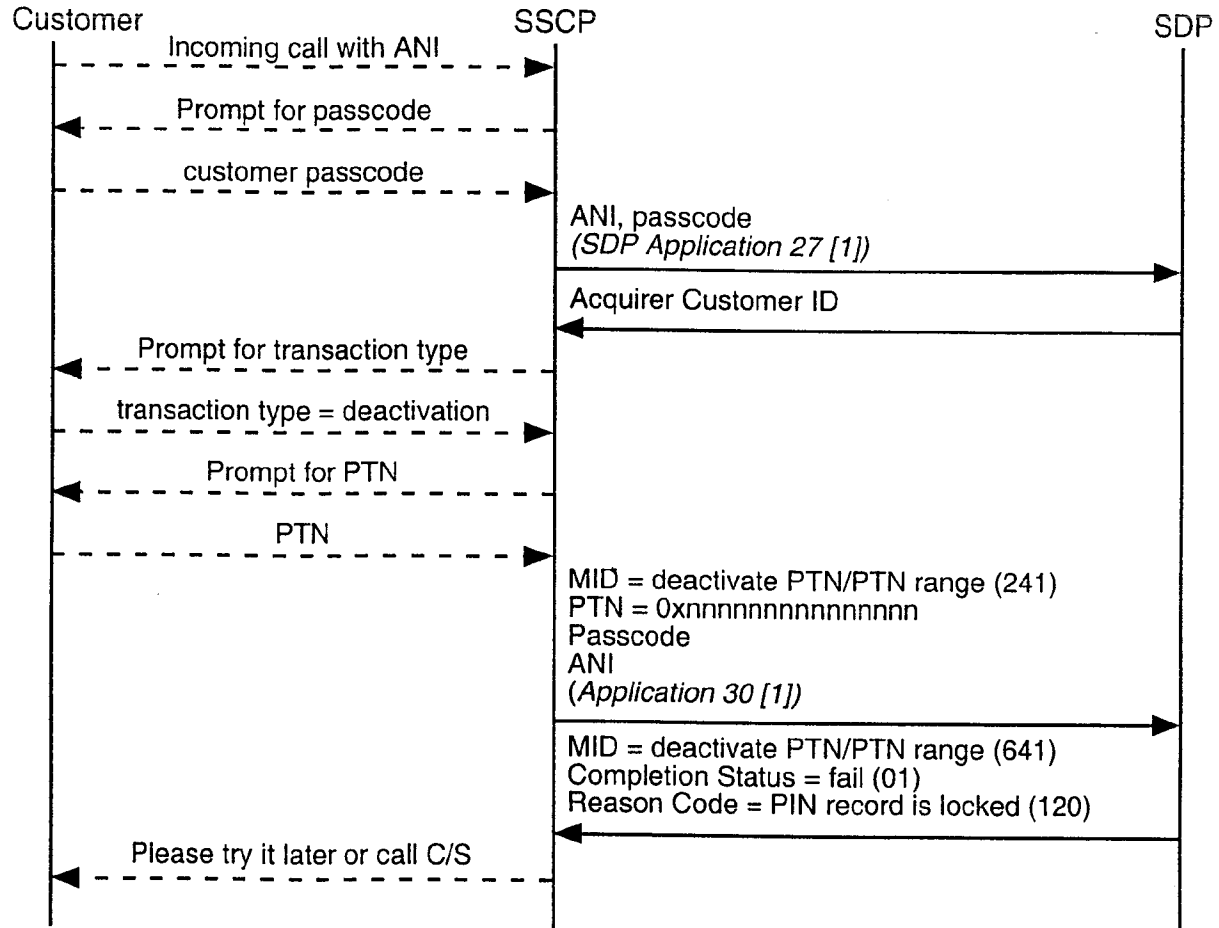 Customer
SSCP
SDP
Incoming call with ANI
Prompt for passcode
customer passcode
ANI, passcode
(SDP Application 27 [1])
Acquirer Customer ID
Prompt for transaction type
transaction type = deactivation
Prompt for PTN
PTN
MID = deactivate PTN/PTN range (241)
PTN = 0xnnnnnnnnnnnnnnnn
Passcode
ANI
(Application 30 [1])
MID = deactivate PTN/PTN range (641)
Completion Status = fail (01)
Reason Code = PIN record is locked (120)
Please try it later or call C/S